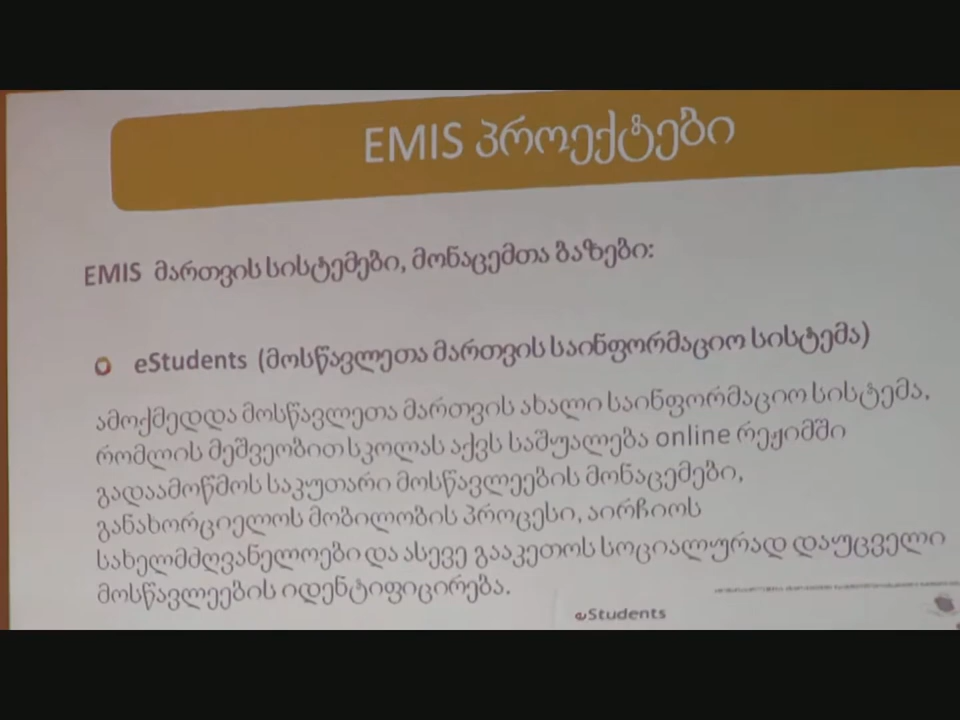 EMIS პროექტები
EMIS მართვის სისტემები, მონაცემთა ბაზები:
eStudents (მოსწავლეთა მართვის საინფორმაციო სისტემა)
ამოქმედდა მოსწავლეთა მართვის ახალი საინფორმაციო სისტემა,
რომლის მეშვეობით სკოლას აქვს საშუალება online რეჟიმში
გადაამოწმოს საკუთარი მოსწავლეების მონაცემები,
განახორციელოს მობილობის პროცესი, აირჩიოს
სახელმძღვანელოები და ასევე გააკეთოს სოციალურად დაუცველი
მოსწავლეების იდენტიფიცირება.
eStudents